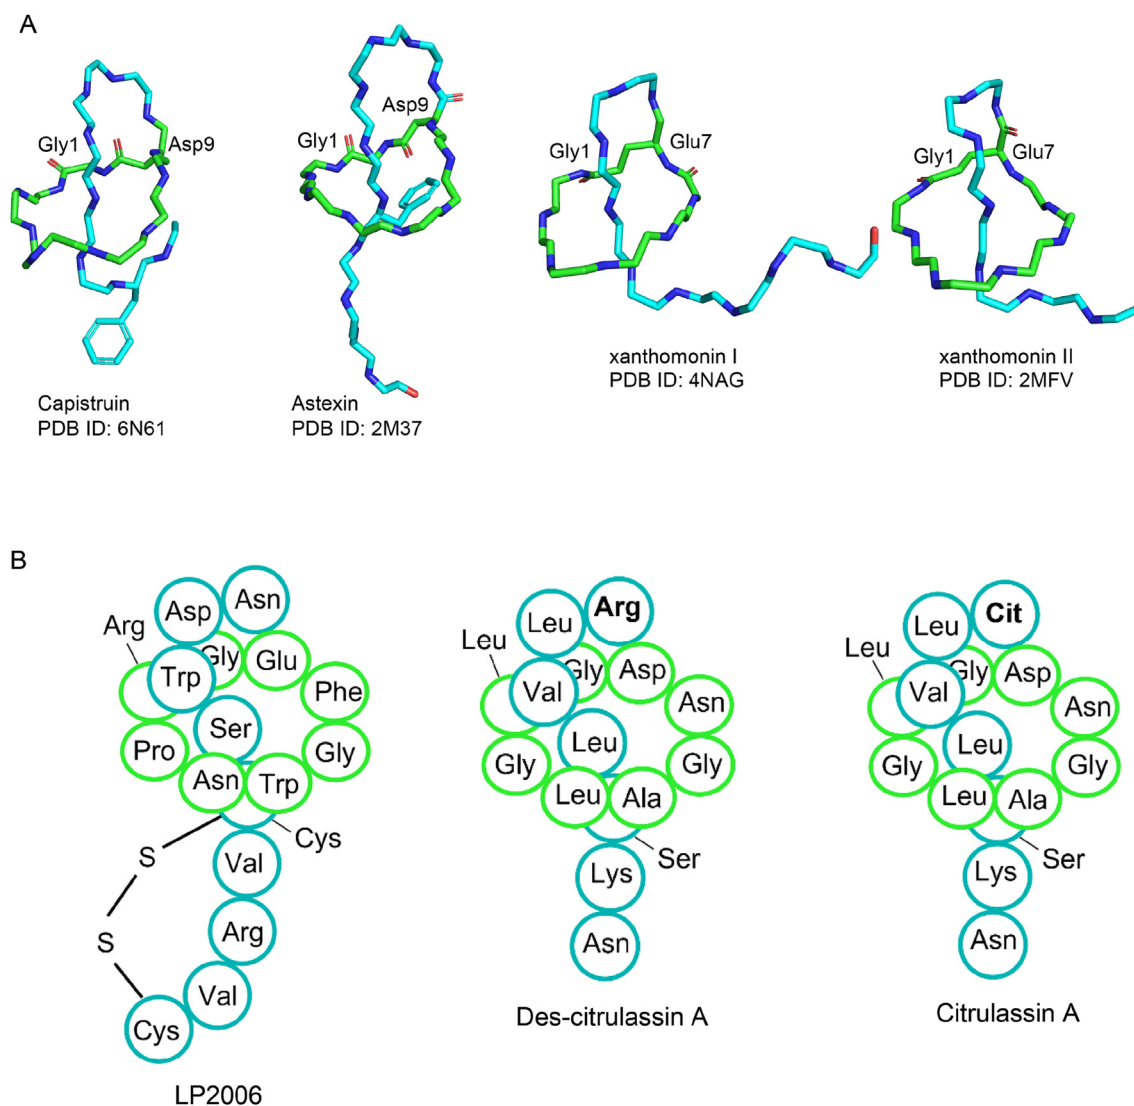 A
Gly1
Asp9
Gly1
Asp9
Gly1
Glu7
Gly1
Glu7
Capistruin
PDB ID: 6N61
Astexin
PDB ID: 2M37
xanthomonin I
PDB ID: 4NAG
xanthomonin II
PDB ID: 2MFV
B
Arg
Asp
Asn
Trp
Gly
Glu
Phe
Ser
Pro
Gly
Asn
Trp
Cys
S
Val
S
Arg
Val
Cys
LP2006
Leu
Leu
Arg
Val
Gly
Asp
Asn
Leu
Gly
Gly
Leu
Ala
Ser
Lys
Asn
Des-citrulassin A
Leu
Leu
Cit
Val
Gly
Asp
Asn
Leu
Gly
Gly
Leu
Ala
Ser
Lys
Asn
Citrulassin A